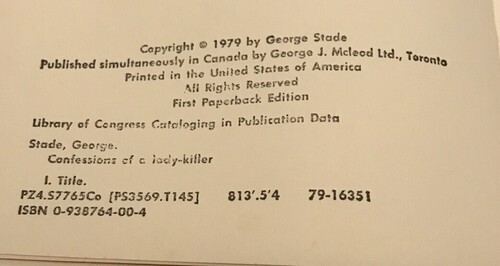 Copyright © 1979 by George Stade
Published simultaneously in Canada by George J. Mcleod Ltd., Toronto
Printed in the United States of America
All Rights Reserved
First Paperback Edition
Library of Congress Cataloging in Publication Data
Stade, George.
Confessions of a lady-killer
I. Title.
PZ4.S7765Co [PS3569.T145] 813'.5'4 79-16351
ISBN 0-938764-00-4